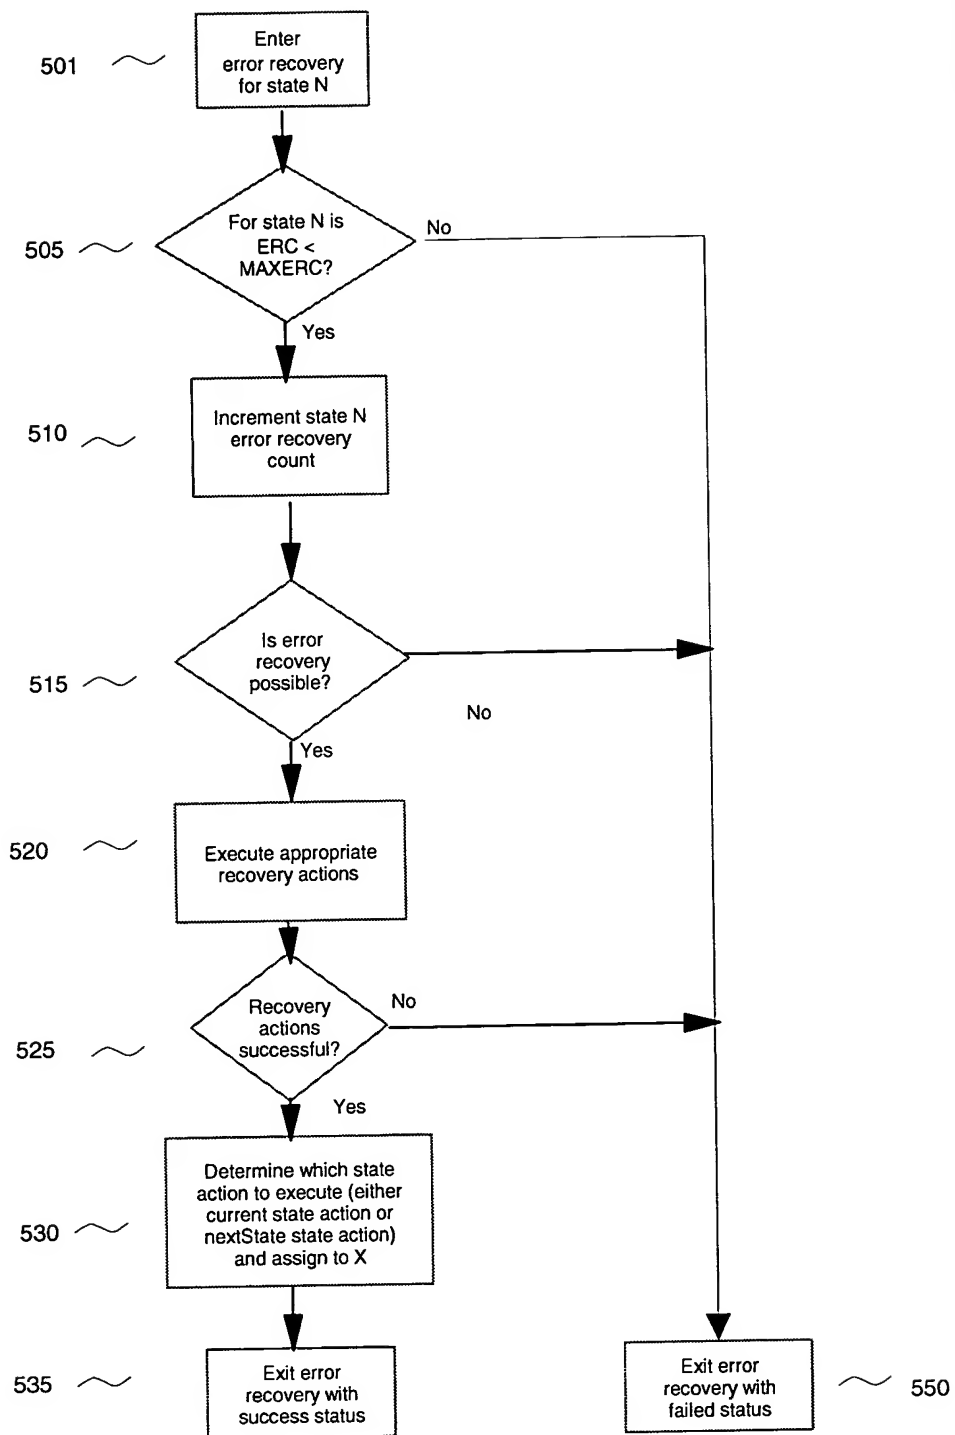 Enter
error recovery
for state N
501
For state N is
ERC <
MAXERC?
No
505
Yes
Increment state N
error recovery
count
510
Is error
recovery
possible?
515
No
Yes
520
Execute appropriate
recovery actions
Recovery
actions
successful?
No
525
Yes
Determine which state
action to execute (either
current state action or
nextState state action)
and assign to X
530
535
Exit error
recovery with
success status
Exit error
recovery with
failed status
550